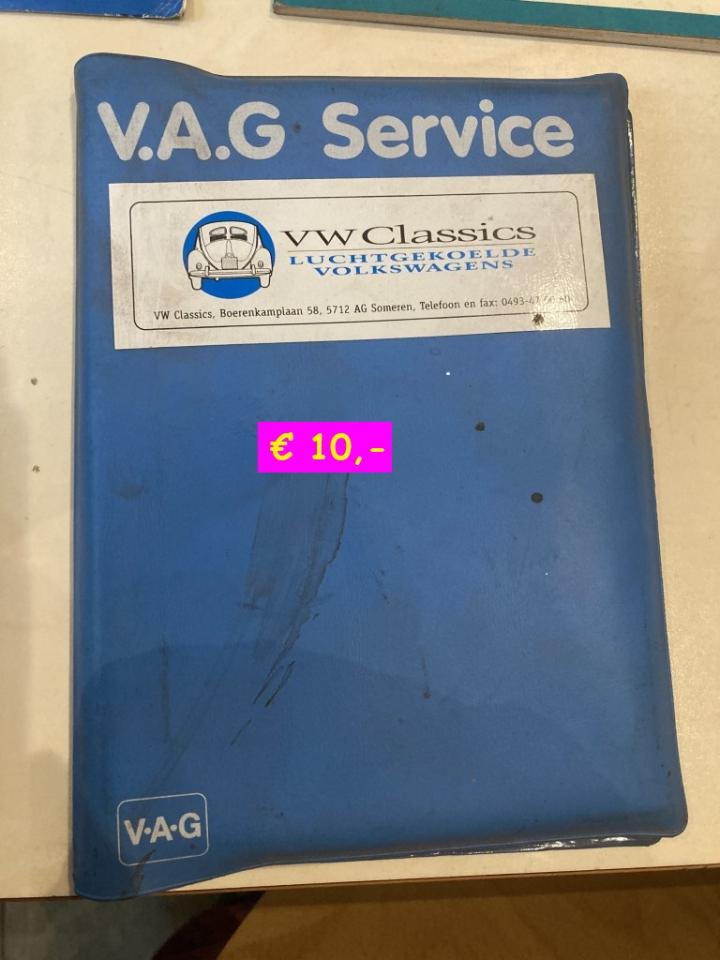 V.A.G Service
VW Classics
LUCHTGEKOELDE
VOLKSWAGENS
VW Classics, Boerenkamplaan 58, 5712 AG Someren, Telefoon en fax: 0493-47
€ 10,-
V·A·G